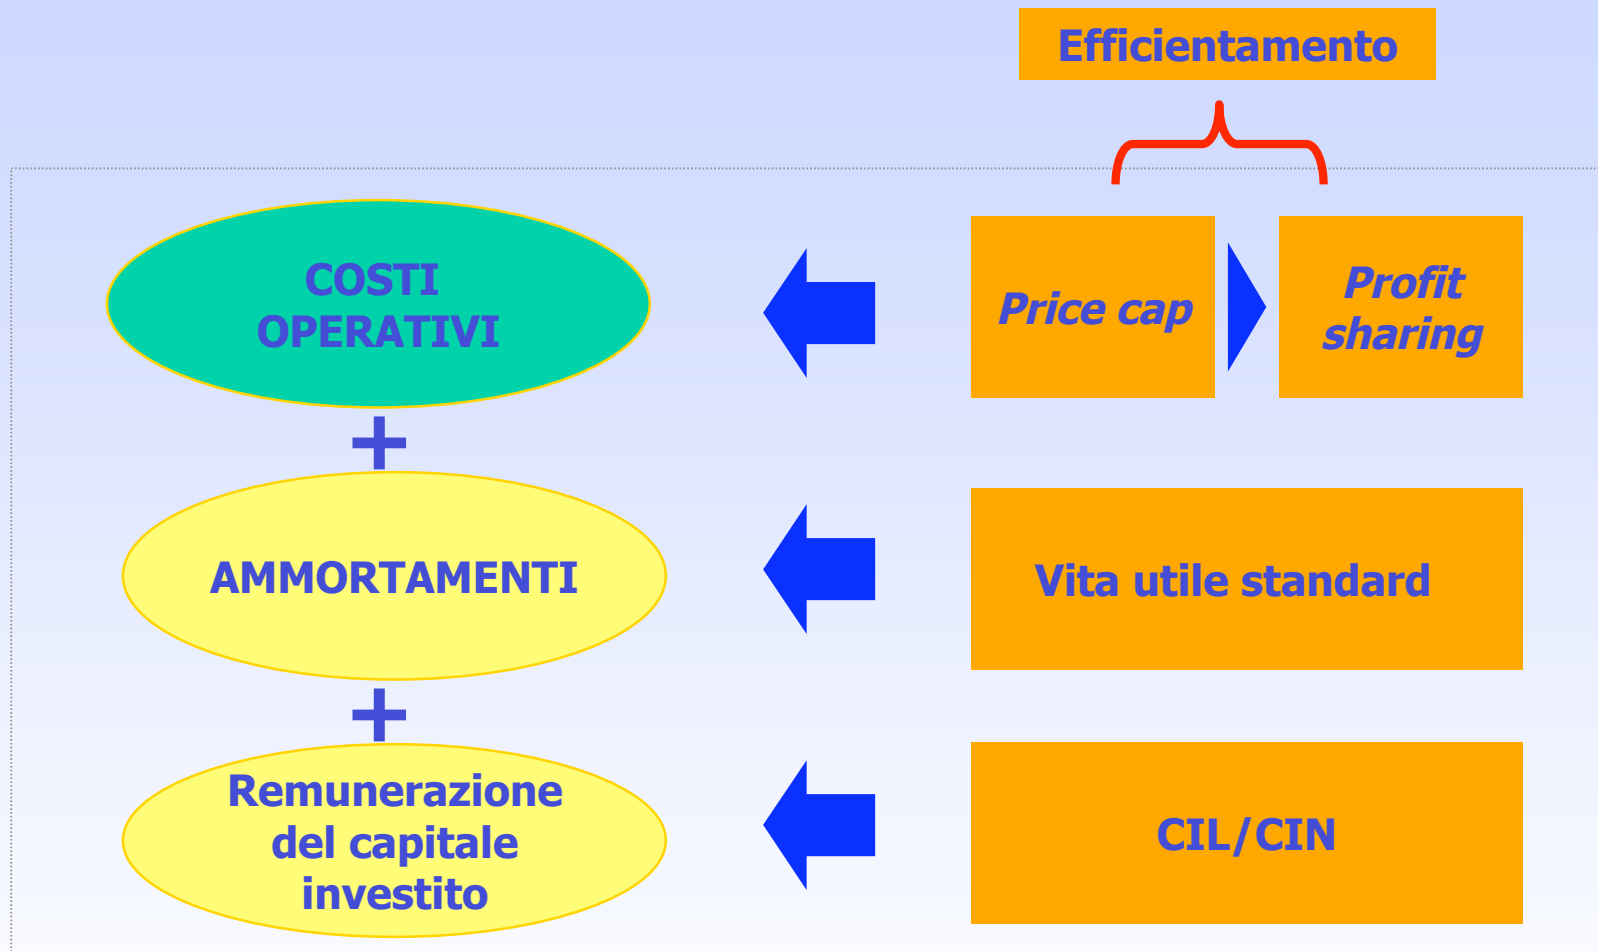 Efficientamento
COSTI
OPERATIVI
Price cap
Profit
sharing
+
AMMORTAMENTI
Vita utile standard
+
Remunerazione
del capitale
investito
CIL/CIN